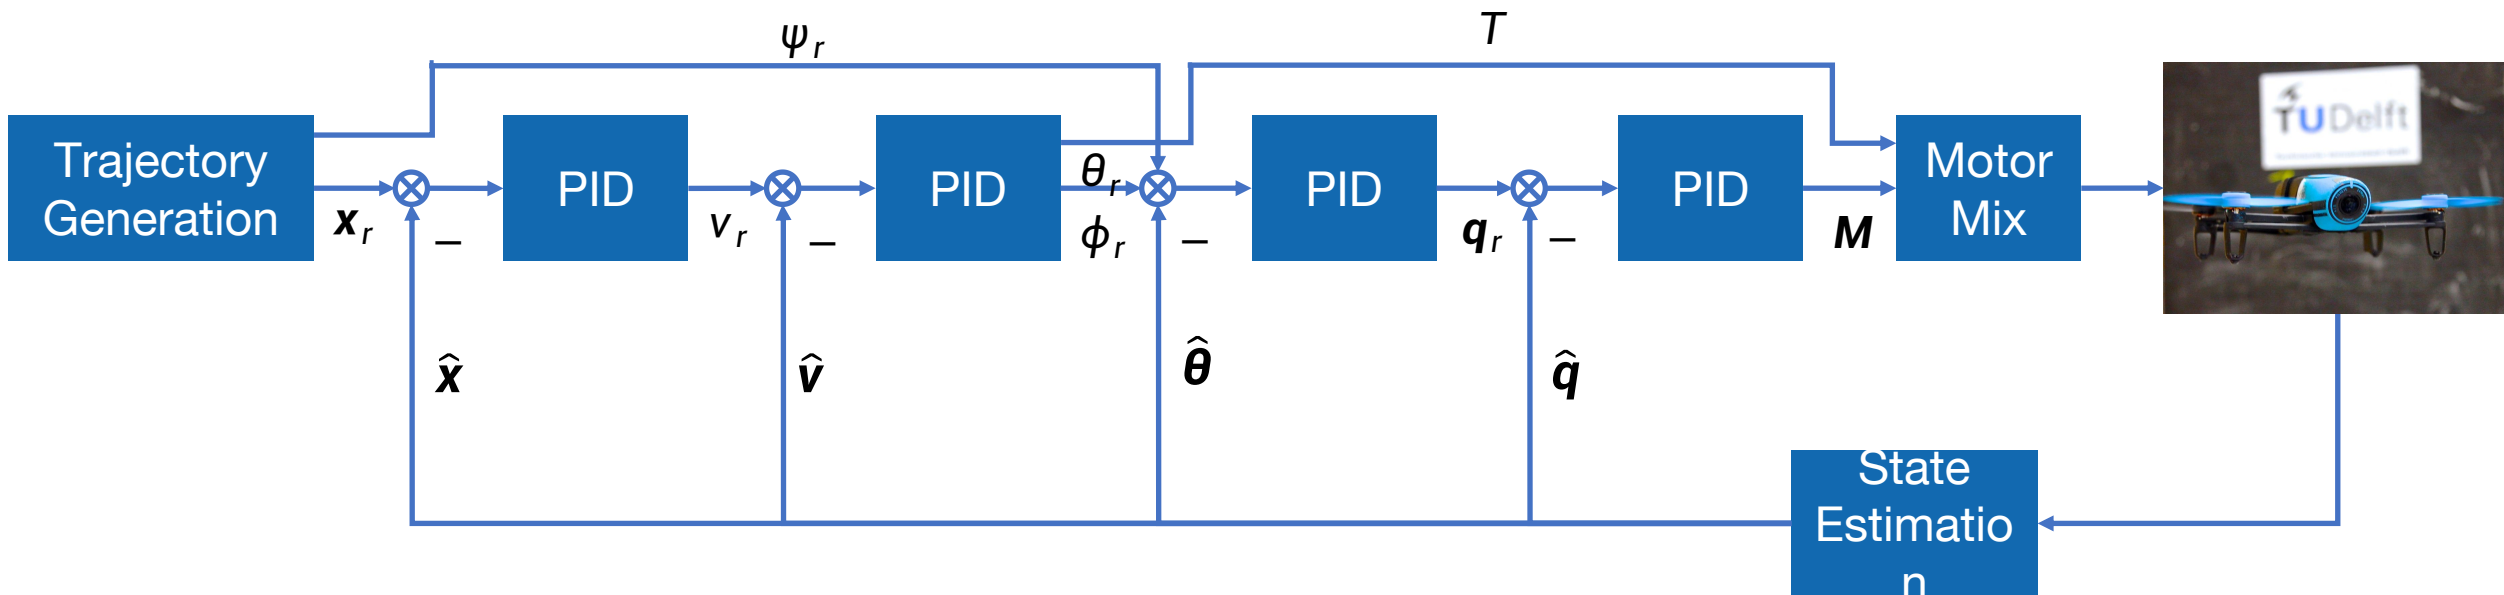 ψr
T
Trajectory
Generation
xr
−
PID
vr
−
PID
θr
ϕr
−
PID
qr
−
PID
M
Motor
Mix
TUDelft
x̂
v̂
θ̂
q̂
State
Estimatio
n